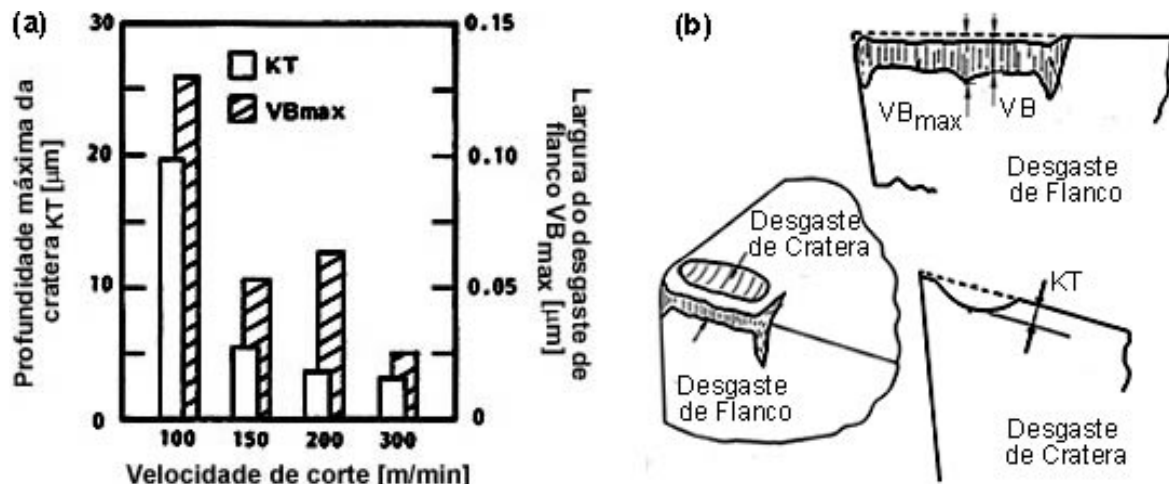 (a)
30
20
10
0
Profundidade máxima da
cratera KT [µm]
KT
VBmax
0.15
0.10
0.05
0
Largura do desgaste de
flanco VBmax [µm]
100 150 200 300
Velocidade de corte [m/min]
(b)
VBmax VB
Desgaste
de Flanco
Desgaste
de Cratera
Desgaste
de Flanco
KT
Desgaste
de Cratera